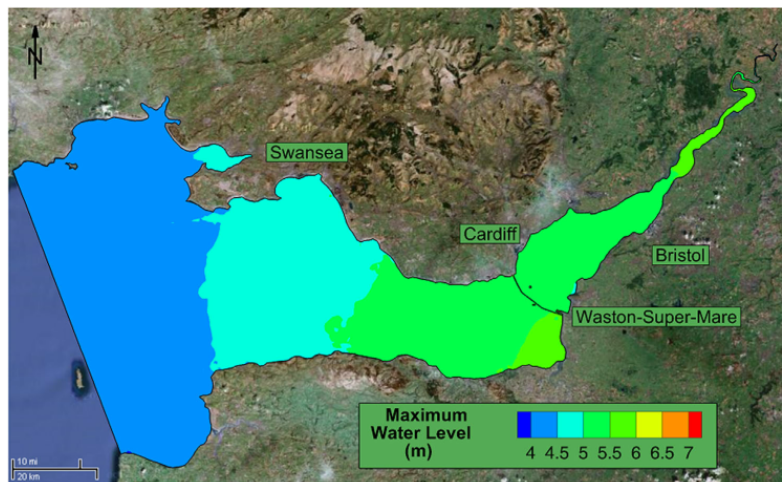 N
Swansea
Cardiff
Bristol
Waston-Super-Mare
Maximum
Water Level
(m)
4 4.5 5 5.5 6 6.5 7
10 mi
20 km